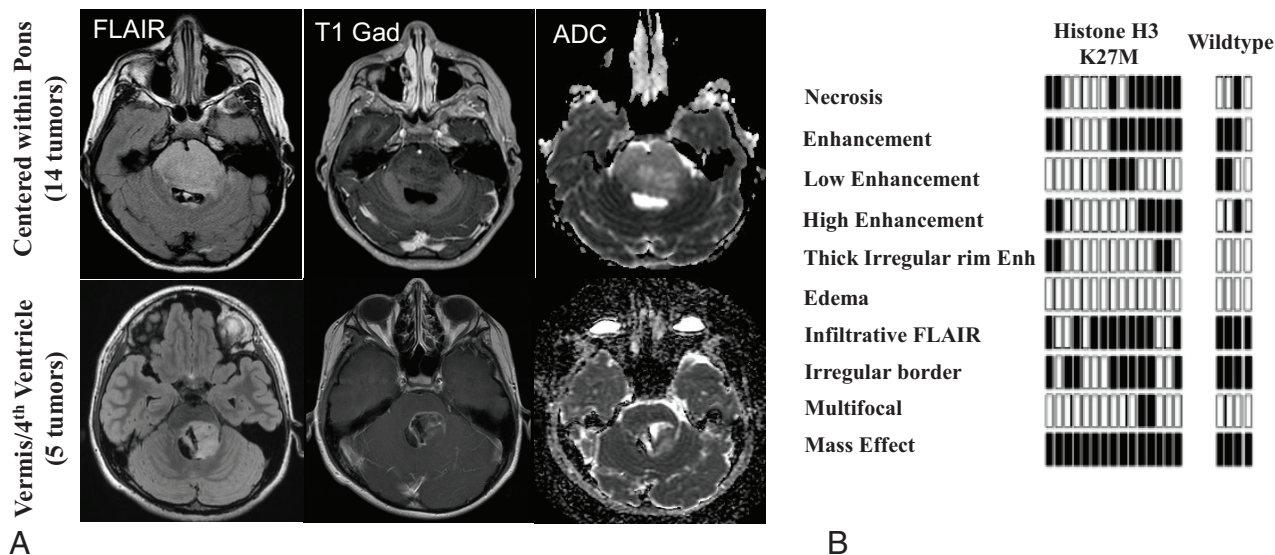 Centered within Pons
(14 tumors)
FLAIR
T1 Gad
ADC
Vermis/4th Ventricle
(5 tumors)
A
Histone H3
K27M
Wildtype
Necrosis
Enhancement
Low Enhancement
High Enhancement
Thick Irregular rim Enh
Edema
Infiltrative FLAIR
Irregular border
Multifocal
Mass Effect
B